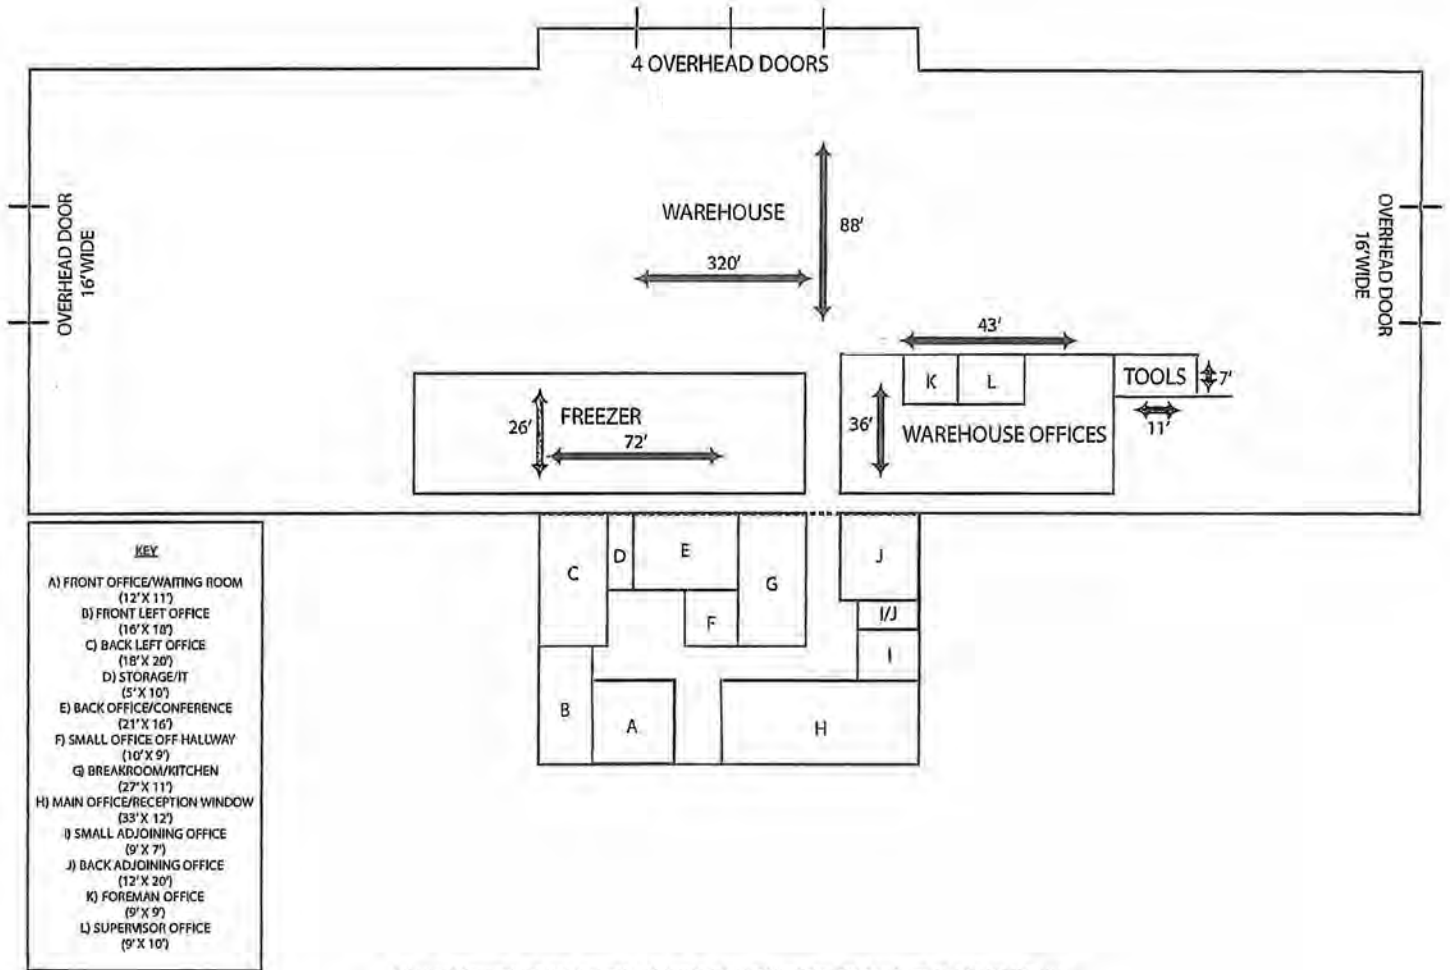 4 OVERHEAD DOORS
OVERHEAD DOOR
16'WIDE
WAREHOUSE
88'
320'
OVERHEAD DOOR
16'WIDE
43'
K
L
TOOLS
7'
11'
36'
WAREHOUSE OFFICES
FREEZER
26'
72'
C
D
E
G
F
J
I/J
I
B
A
H
KEY
A) FRONT OFFICE/WAITING ROOM
(12' X 11')
B) FRONT LEFT OFFICE
(16' X 18')
C) BACK LEFT OFFICE
(18' X 20')
D) STORAGE/IT
(5' X 10')
E) BACK OFFICE/CONFERENCE
(21' X 16')
F) SMALL OFFICE OFF HALLWAY
(10' X 9')
G) BREAKROOM/KITCHEN
(27' X 11')
H) MAIN OFFICE/RECEPTION WINDOW
(33' X 12')
I) SMALL ADJOINING OFFICE
(9' X 7')
J) BACK ADJOINING OFFICE
(12' X 20')
K) FOREMAN OFFICE
(9' X 9')
L) SUPERVISOR OFFICE
(9' X 10')